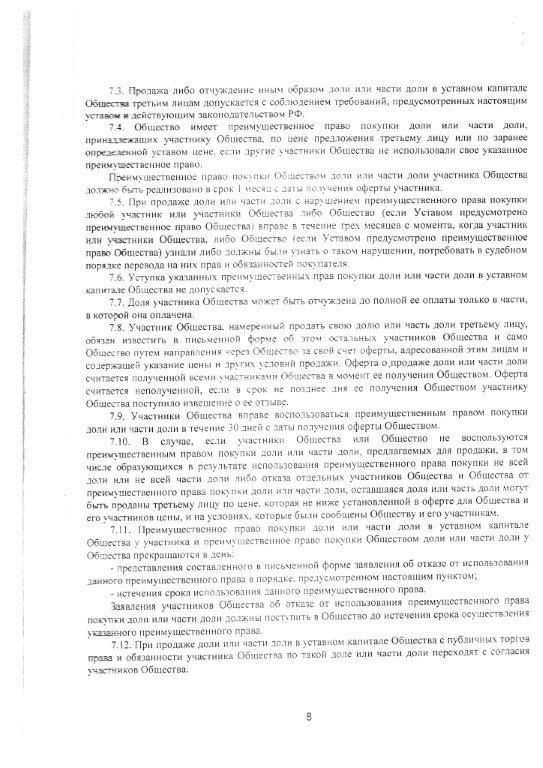 7.3. Продажа либо отчуждение иным образом доли или части доли в уставном капитале
Общества третьим лицам допускается с соблюдением требований, предусмотренных настоящим
уставом и действующим законодательством РФ.
7.4. Общество имеет преимущественное право покупки доли или части доли,
принадлежащих участнику Общества, по цене предложения третьему лицу или по заранее
определенной уставом цене, если другие участники Общества не использовали свое указанное
преимущественное право.
Преимущественное право покупки Обществом доли или части доли участника Общества
должно быть реализовано в срок 1 месяц с даты получения оферты участника.
7.5. При продаже доли или части доли с нарушением преимущественного права покупки
любой участник или участники Общества либо Общество (если Уставом предусмотрено
преимущественное право Общества) вправе в течение трех месяцев с момента, когда участник
или участники Общества, либо Общество (если Уставом предусмотрено преимущественное
право Общества) узнали либо должны были узнать о таком нарушении, потребовать в судебном
порядке перевода на них прав и обязанностей покупателя.
7.6. Уступка указанных преимущественных прав покупки доли или части доли в уставном
капитале Общества не допускается.
7.7. Доля участника Общества может быть отчуждена до полной ее оплаты только в части,
в которой она оплачена.
7.8. Участник Общества, намеренный продать свою долю или часть доли третьему лицу,
обязан известить в письменной форме об этом остальных участников Общества и само
Общество путем направления через Общество за свой счет оферты, адресованной этим лицам и
содержащей указание цены и других условий продажи. Оферта о продаже доли или части доли
считается полученной всеми участниками Общества в момент ее получения Обществом. Оферта
считается неполученной, если в срок не позднее дня ее получения Обществом участнику
Общества поступило извещение о ее отзыве.
7.9. Участники Общества вправе воспользоваться преимущественным правом покупки
доли или части доли в течение 30 дней с даты получения оферты Обществом.
7.10. В случае, если участники Общества или Общество не воспользуются
преимущественным правом покупки доли или части доли, предлагаемых для продажи, в том
числе образующихся в результате использования преимущественного права покупки не всей
доли или не всей части доли либо отказа отдельных участников Общества и Общества от
преимущественного права покупки доли или части доли, оставшаяся доля или часть доли могут
быть проданы третьему лицу по цене, которая не ниже установленной в оферте для Общества и
его участников цены, и на условиях, которые были сообщены Обществу и его участникам.
7.11. Преимущественное право покупки доли или части доли в уставном капитале
Общества у участника и преимущественное право покупки Обществом доли или части доли у
Общества прекращаются в день:
- представления составленного в письменной форме заявления об отказе от использования
данного преимущественного права в порядке, предусмотренном настоящим пунктом;
- истечения срока использования данного преимущественного права.
Заявления участников Общества об отказе от использования преимущественного права
покупки доли или части доли должны поступить в Общество до истечения срока осуществления
указанного преимущественного права.
7.12. При продаже доли или части доли в уставном капитале Общества с публичных торгов
права и обязанности участника Общества по такой доле или части доли переходят с согласия
участников Общества.
8